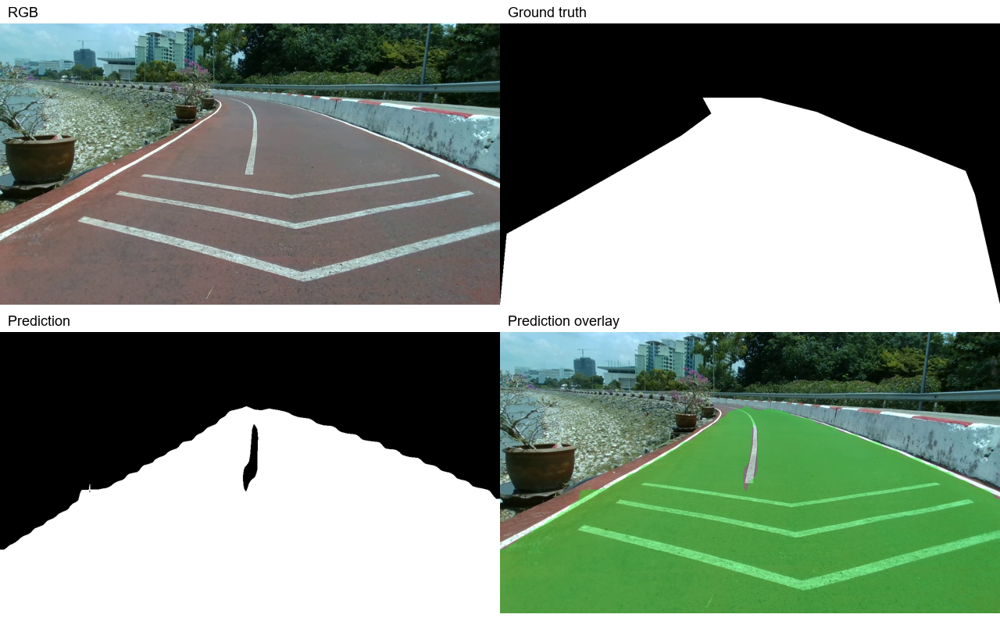 RGB
Ground truth
Prediction
Prediction overlay